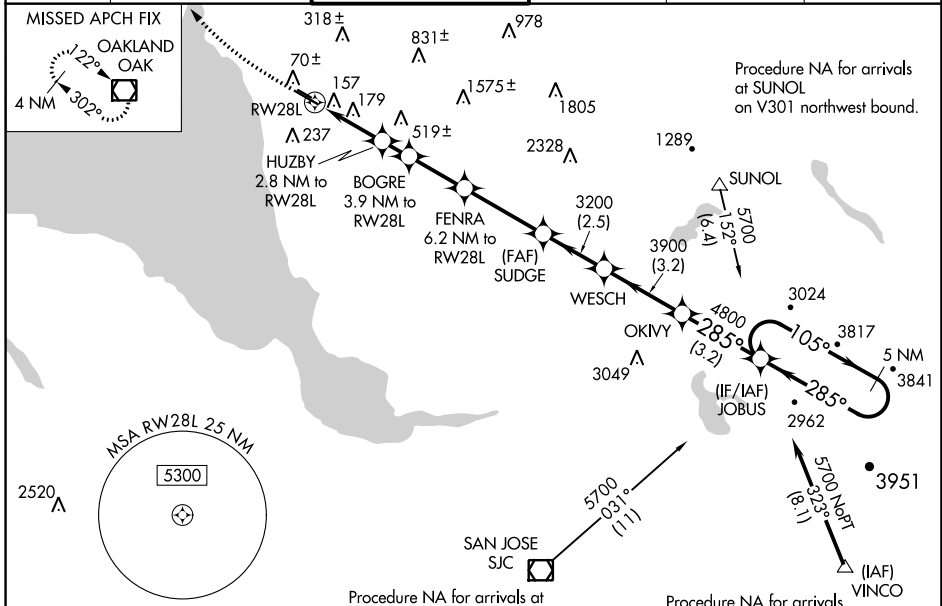 MISSED APCH FIX
OAKLAND
OAK
122°
302°
4 NM
318±
978
831±
70±
157
179
1575±
1805
RW28L
237
519±
2328
1289
Procedure NA for arrivals
at SUNOL
on V301 northwest bound.
HUZBY
2.8 NM to
RW28L
BOGRE
3.9 NM to
RW28L
FENRA
6.2 NM to
RW28L
(FAF)
SUDGE
3200
(2.5)
WESCH
3900
(3.2)
OKIVY
SUNOL
5700
152°
(6.4)
4800
285°
(3.2)
3024
105°
3817
5 NM
3841
285°
(IF/IAF)
JOBUS
2962
3049
MSA RW28L 25 NM
5300
2520
5700
031°
(11)
SAN JOSE
SJC
5700 NoPT
323°
(8.1)
3951
(IAF)
VINCO
Procedure NA for arrivals at
Procedure NA for arrivals